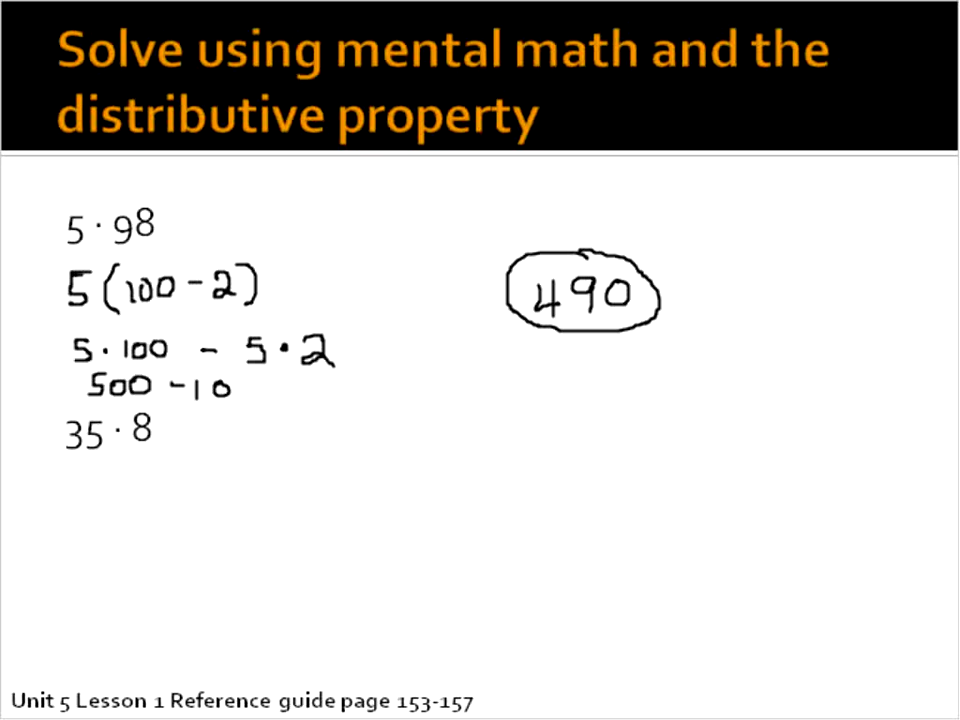 Solve using mental math and the
distributive property
5 · 98
5(100 - 2)
490
5 · 100 - 5 · 2
500 - 10
35 · 8
Unit 5 Lesson 1 Reference guide page 153-157